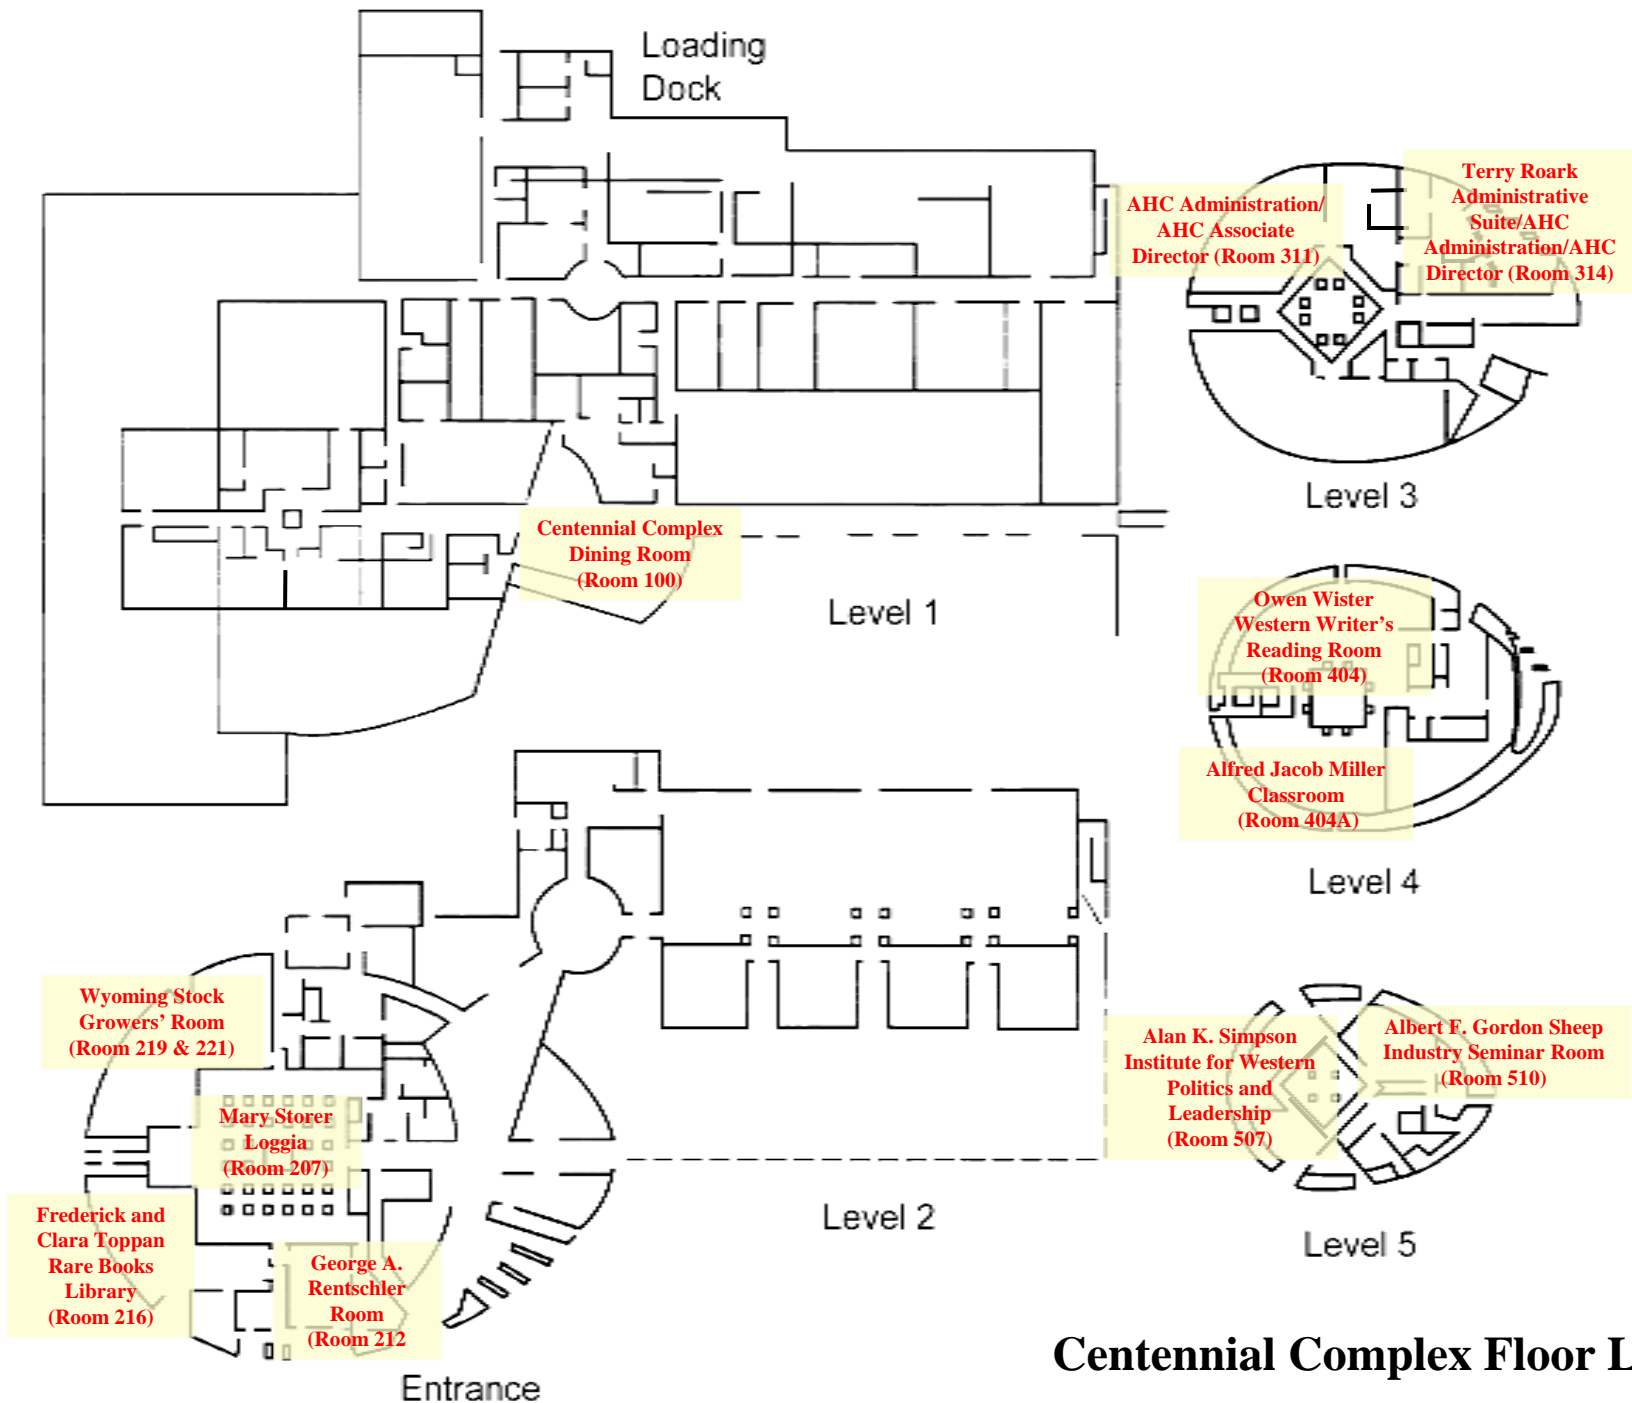 Loading
Dock
AHC Administration/
AHC Associate
Director (Room 311)
Terry Roark
Administrative
Suite/AHC
Administration/AHC
Director (Room 314)
Level 3
Centennial Complex
Dining Room
(Room 100)
Level 1
Owen Wister
Western Writer’s
Reading Room
(Room 404)
Alfred Jacob Miller
Classroom
(Room 404A)
Level 4
Wyoming Stock
Growers’ Room
(Room 219 & 221)
Mary Storer
Loggia
(Room 207)
Frederick and
Clara Toppan
Rare Books
Library
(Room 216)
George A.
Rentschler
Room
(Room 212
Level 2
Entrance
Alan K. Simpson
Institute for Western
Politics and
Leadership
(Room 507)
Albert F. Gordon Sheep
Industry Seminar Room
(Room 510)
Level 5
Centennial Complex Floor L